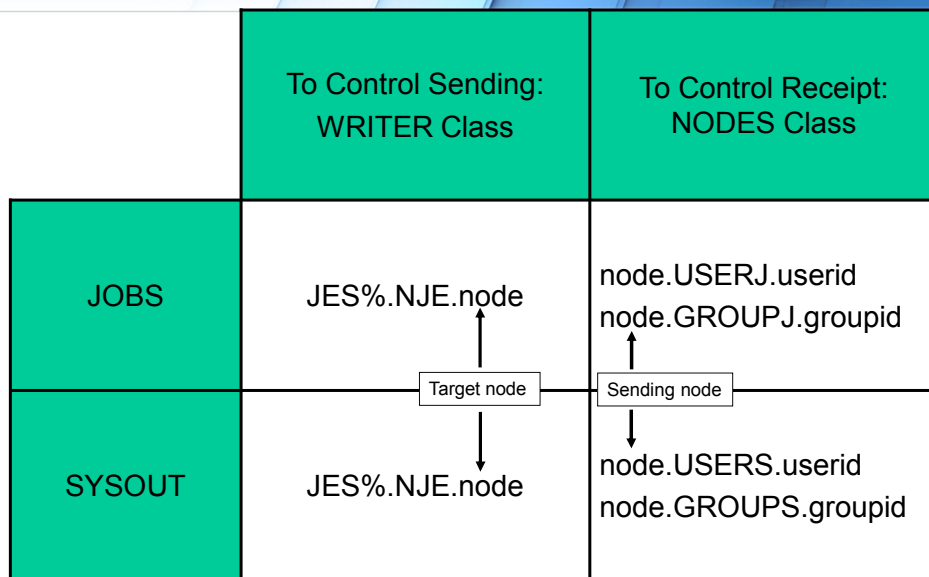 To Control Sending:
WRITER Class
To Control Receipt:
NODES Class
JOBS
JES%.NJE.node
node.USERJ.userid
node.GROUPJ.groupid
Target node
Sending node
SYSOUT
JES%.NJE.node
node.USERS.userid
node.GROUPS.groupid